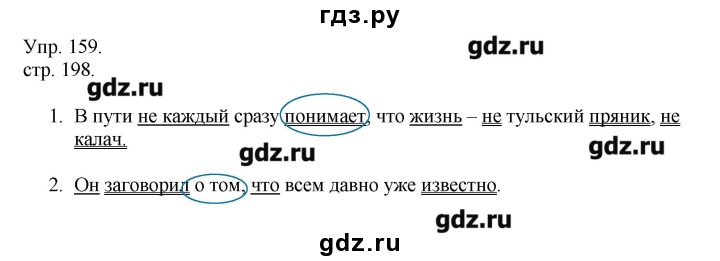 гдз.ру
Упр. 159.
gdz.ru
стр. 198.
gdz.ru
1. В пути не каждый сразу понимает, что жизнь – не тульский пряник, не
калач.
gdz.ru
gdz.ru
2. Он заговорил о том, что всем давно уже известно.
gdz.ru
gdz.ru